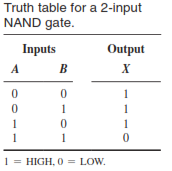 Truth table for a 2-input
NAND gate.
Inputs Output
A B X
0 0 1
0 1 1
1 0 1
1 1 0
1 = HIGH, 0 = LOW.